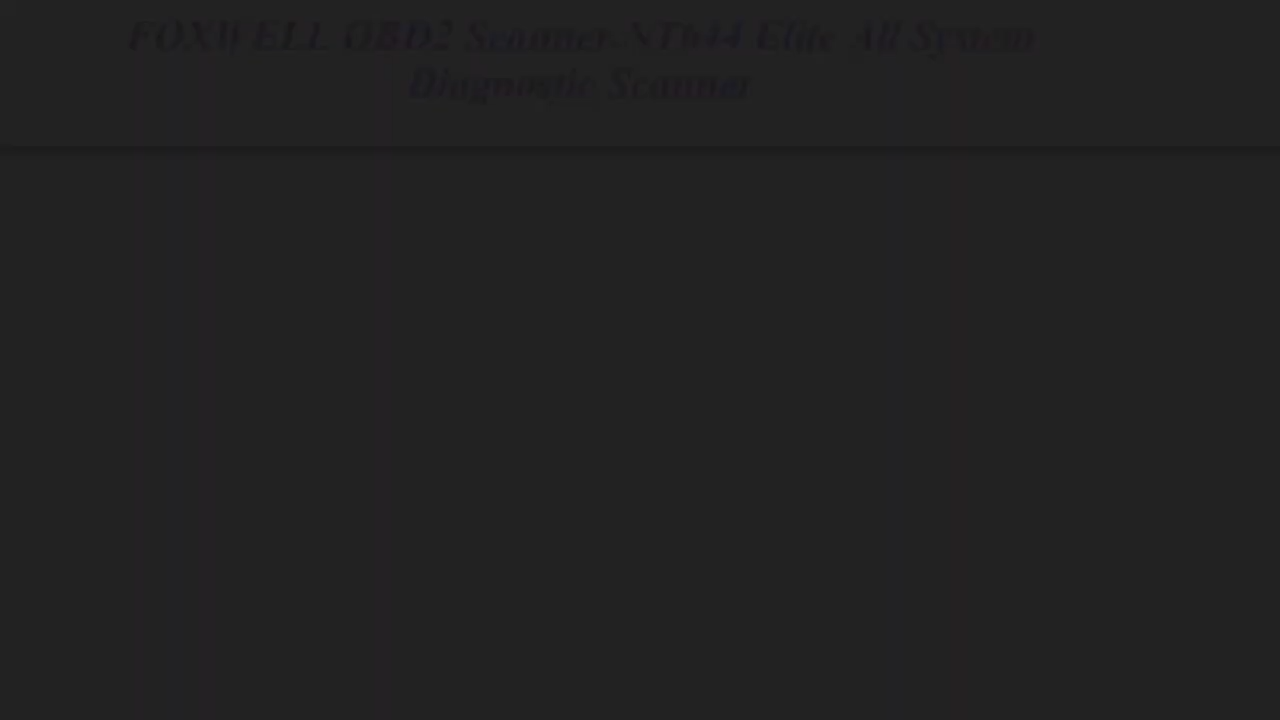 FOXWELL OBD2 Scanner-NT644 Elite All System
Diagnostic Scanner